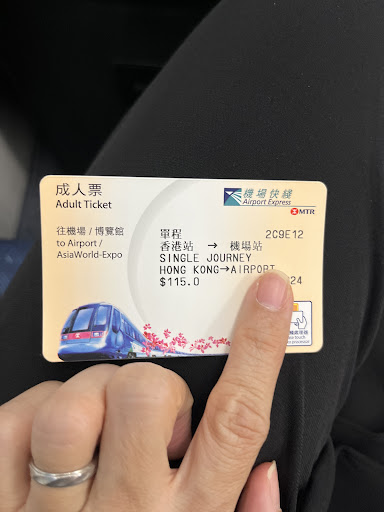 成人票
Adult Ticket
機場快綫
Airport Express
MTR
往機場 / 博覽館
to Airport /
AsiaWorld-Expo
單程
2C9E12
香港站 → 機場站
SINGLE JOURNEY
HONG KONG→AIRPORT
$115.0
24